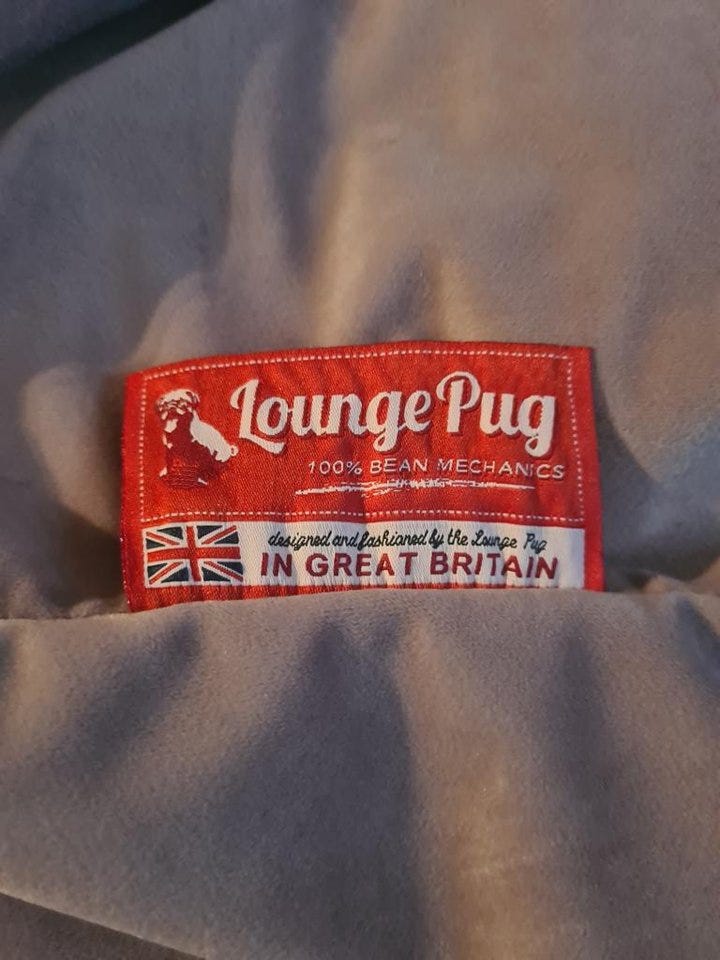 Lounge Pug
100% BEAN MECHANICS
designed and fashioned by the Lounge Pug
IN GREAT BRITAIN